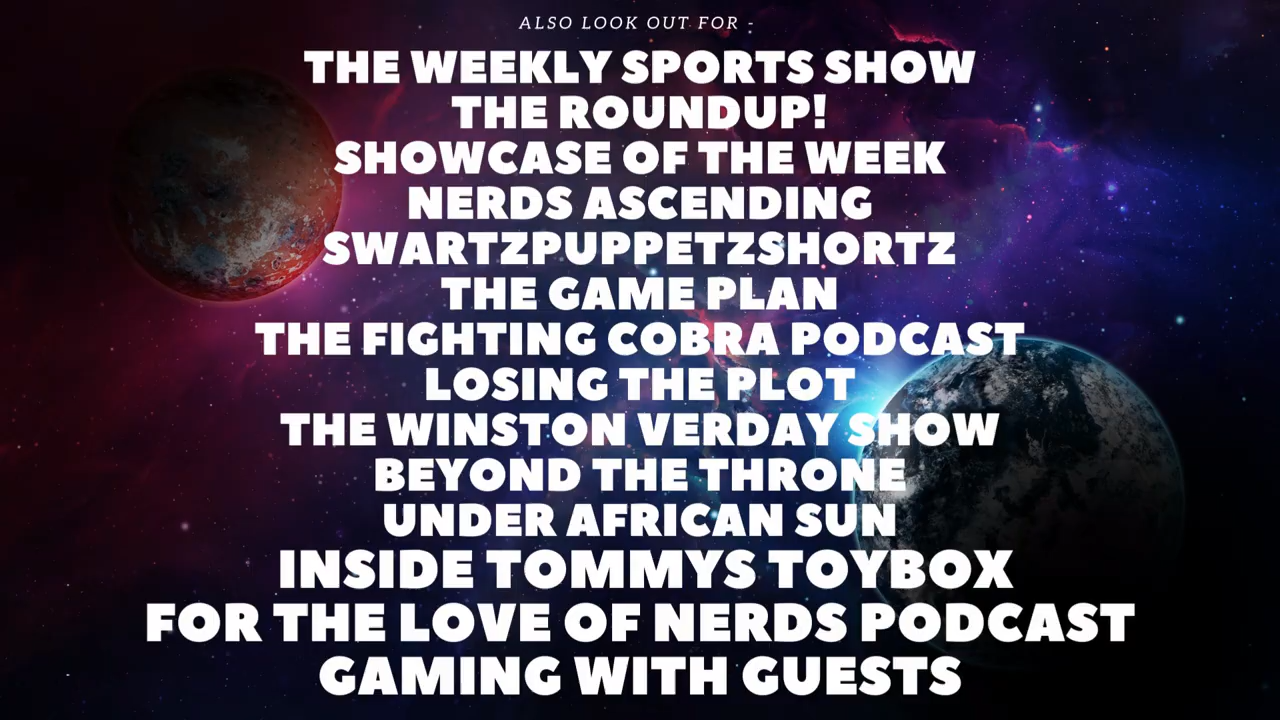 ALSO LOOK OUT FOR -
THE WEEKLY SPORTS SHOW
THE ROUNDUP!
SHOWCASE OF THE WEEK
NERDS ASCENDING
SWARTZPUPPETZSHORTZ
THE GAME PLAN
THE FIGHTING COBRA PODCAST
LOSING THE PLOT
THE WINSTON VERDAY SHOW
BEYOND THE THRONE
UNDER AFRICAN SUN
INSIDE TOMMYS TOYBOX
FOR THE LOVE OF NERDS PODCAST
GAMING WITH GUESTS